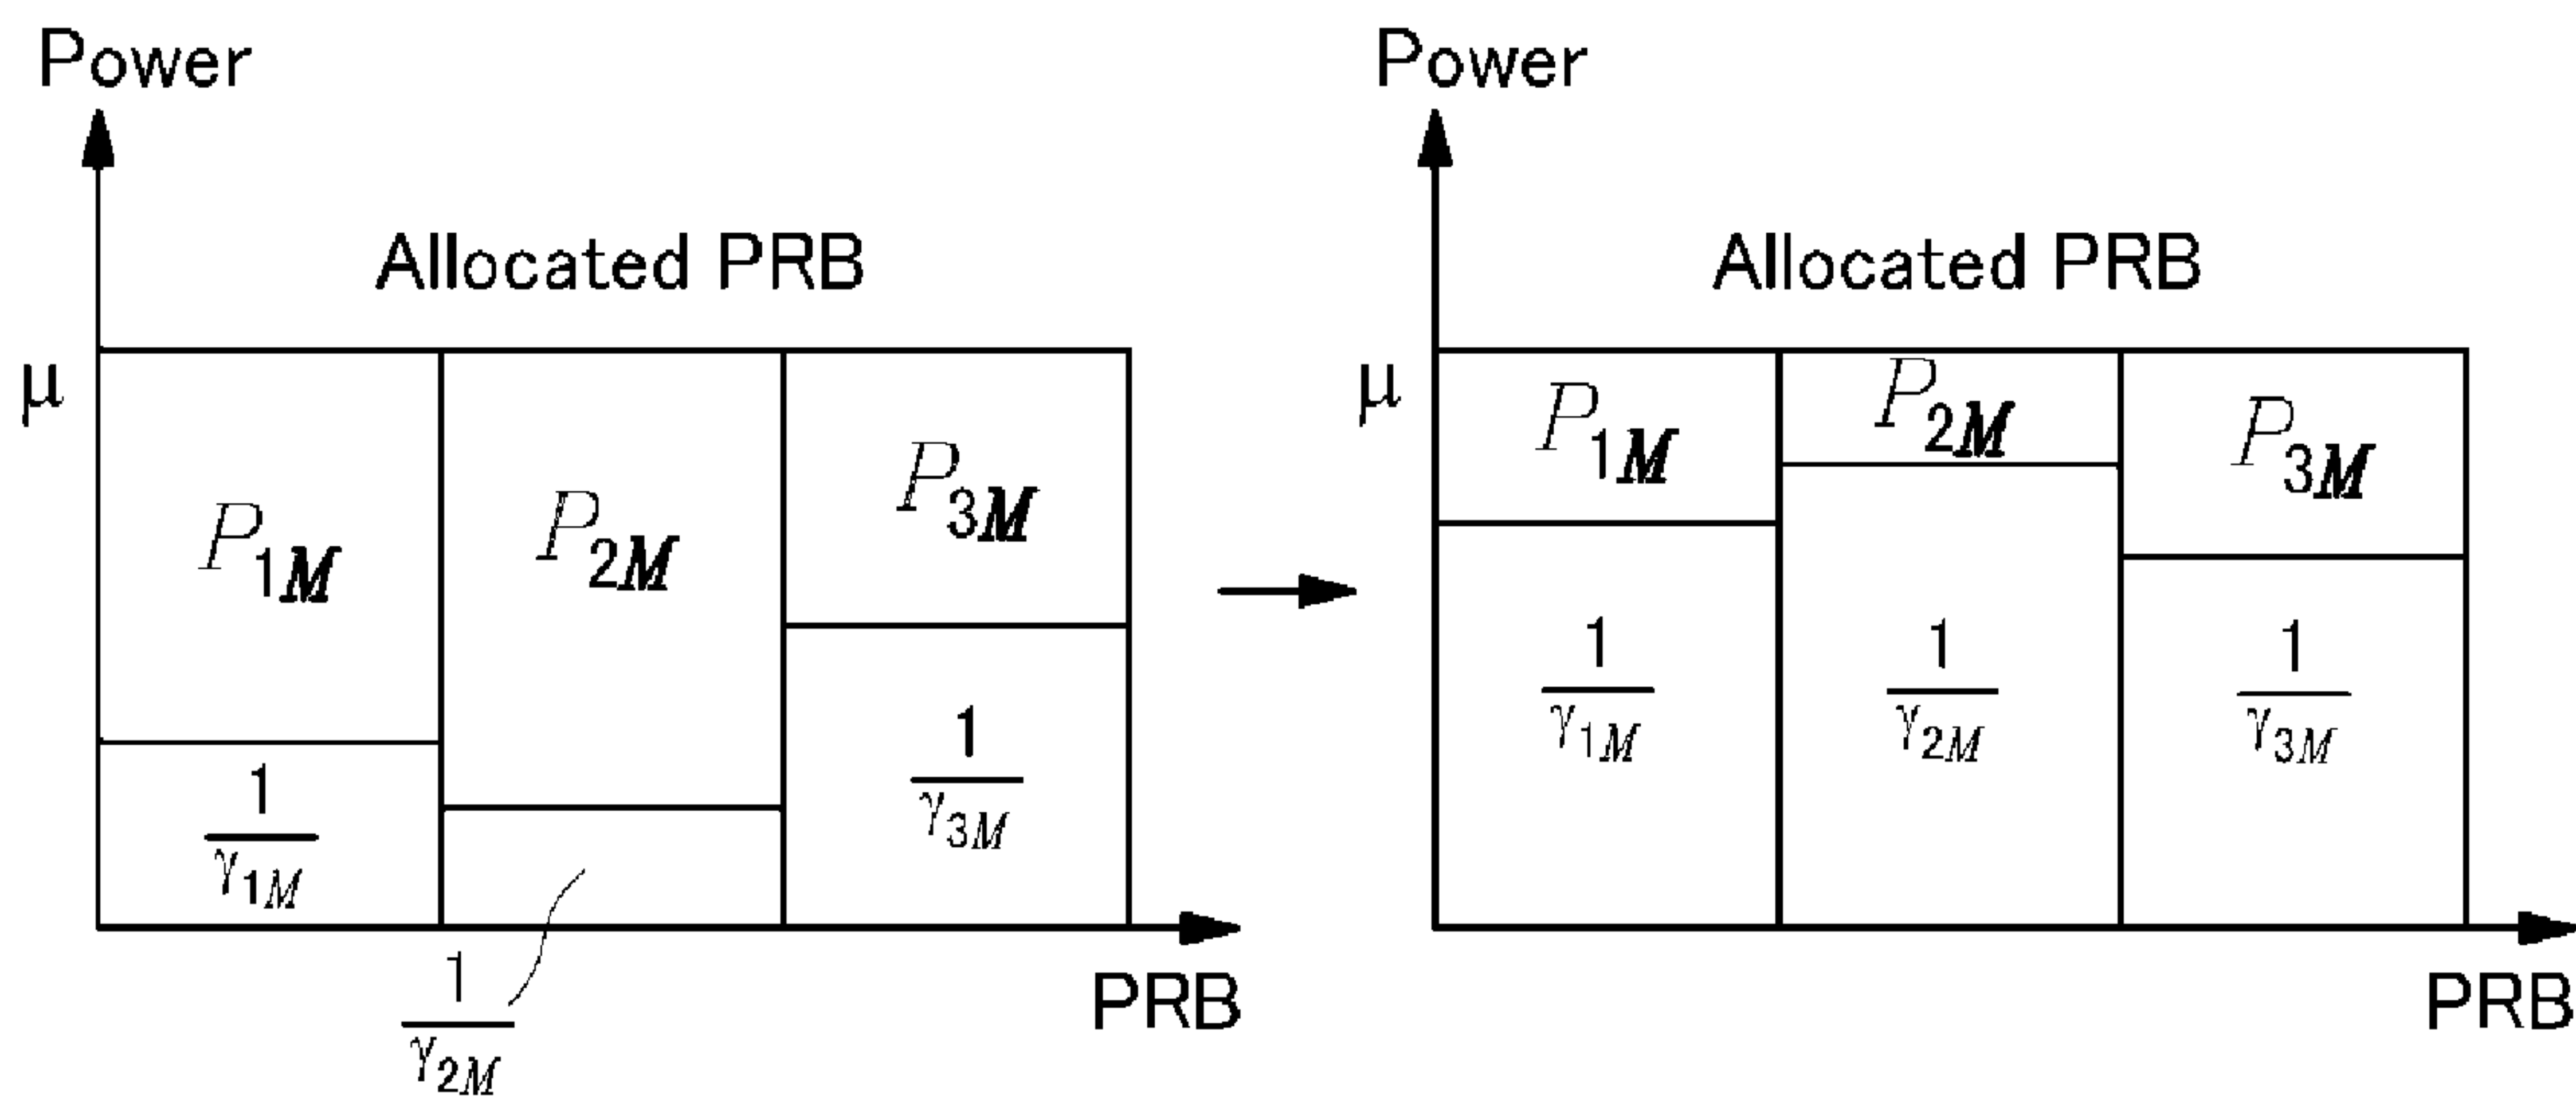 Power
Allocated PRB
μ
P1M
P2M
P3M
1/γ1M
1/γ2M
1/γ3M
PRB
Power
Allocated PRB
μ
P1M
P2M
P3M
1/γ1M
1/γ2M
1/γ3M
PRB